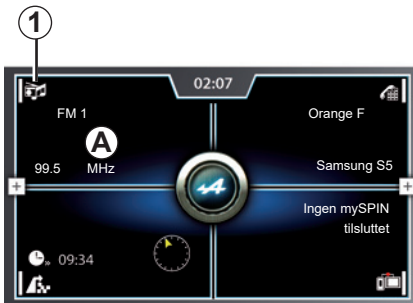 1
02:07
FM 1
Orange F
A
99.5 MHz
Samsung S5
Ingen mySPIN
tilsluttet
09:34